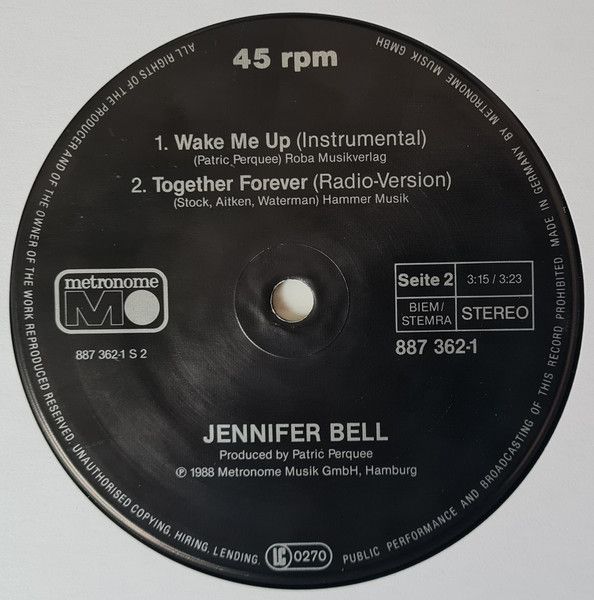 45 rpm
1. Wake Me Up (Instrumental)
(Patric Perquee) Roba Musikverlag
2. Together Forever (Radio-Version)
(Stock, Aitken, Waterman) Hammer Musik
metronome
M
887 362-1 S 2
Seite 2
3:15 / 3:23
BIEM/
STEMRA
STEREO
887 362-1
JENNIFER BELL
Produced by Patric Perquee
℗ 1988 Metronome Musik GmbH, Hamburg
ALL RIGHTS OF THE PRODUCER AND OF THE OWNER OF THE WORK REPRODUCED RESERVED. UNAUTHORISED COPYING, HIRING, LENDING, LC 0270 PUBLIC PERFORMANCE AND BROADCASTING OF THIS RECORD PROHIBITED. MADE IN GERMANY BY METRONOME MUSIK GMBH